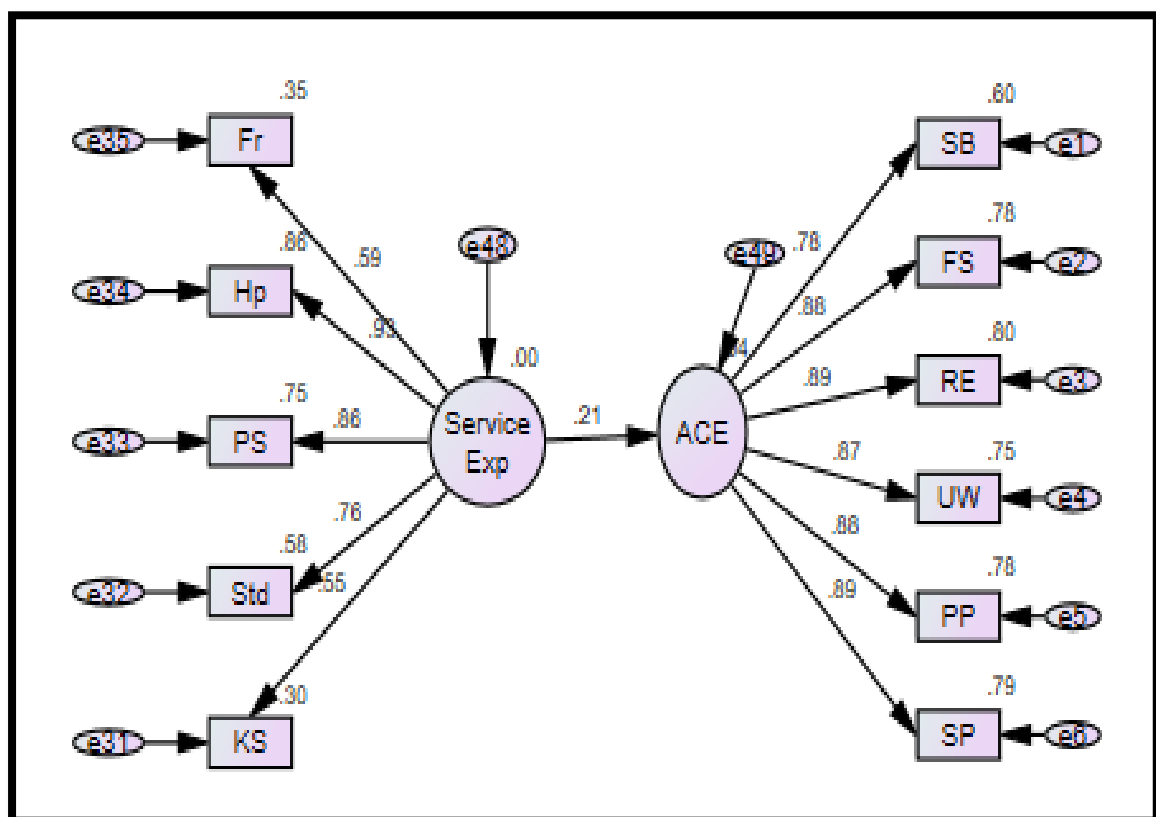 .35
.60
e35
Fr
SB
e1
.86
.59
e48
.78
e49
.78
e34
Hp
FS
e2
.93
.88
.80
.00
.89
RE
e3
.75
Service
Exp
.21
ACE
e33
PS
.86
.87
.75
UW
e4
.76
.88
.58
.55
.78
e32
Std
.89
PP
e5
.30
.79
e31
KS
SP
e6